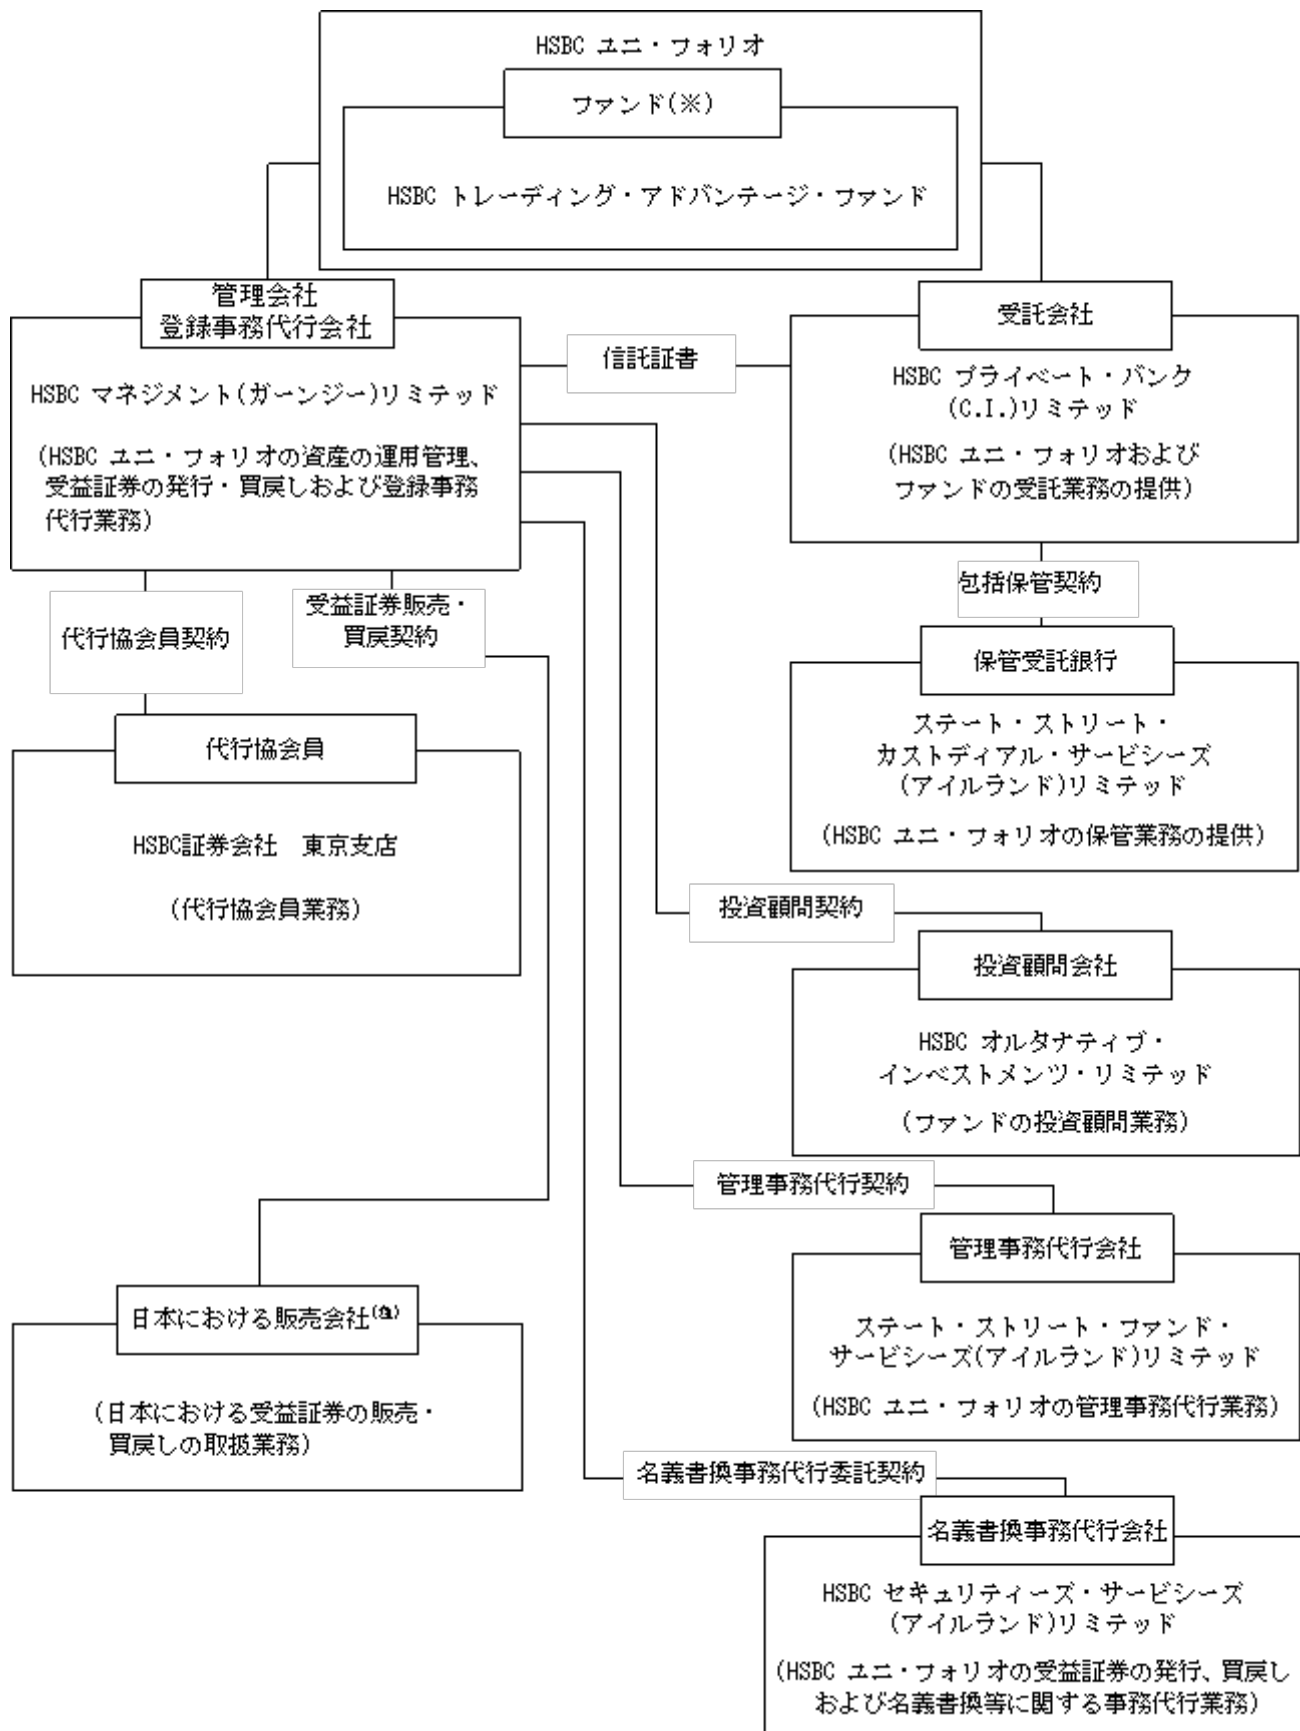 HSBC ユニ・フォリオ
ファンド(※)
HSBC トレーディング・アドバンテージ・ファンド
管理会社
登録事務代行会社
HSBC マネジメント(ガーンジー)リミテッド
(HSBC ユニ・フォリオの資産の運用管理、
受益証券の発行・買戻しおよび登録事務
代行業務)
信託証書
受託会社
HSBC プライベート・バンク
(C.I.)リミテッド
(HSBC ユニ・フォリオおよび
ファンドの受託業務の提供)
代行協会員契約
受益証券販売・
買戻契約
包括保管契約
保管受託銀行
ステート・ストリート・
カストディアル・サービシーズ
(アイルランド)リミテッド
(HSBC ユニ・フォリオの保管業務の提供)
代行協会員
HSBC証券会社 東京支店
(代行協会員業務)
投資顧問契約
投資顧問会社
HSBC オルタナティブ・
インベストメンツ・リミテッド
(ファンドの投資顧問業務)
管理事務代行契約
管理事務代行会社
ステート・ストリート・ファンド・
サービシーズ(アイルランド)リミテッド
(HSBC ユニ・フォリオの管理事務代行業務)
日本における販売会社
(日本における受益証券の販売・
買戻しの取扱業務)
名義書換事務代行委託契約
名義書換事務代行会社
HSBC セキュリティーズ・サービシーズ
(アイルランド)リミテッド
(HSBC ユニ・フォリオの受益証券の発行、買戻し
および名義書換等に関する事務代行業務)